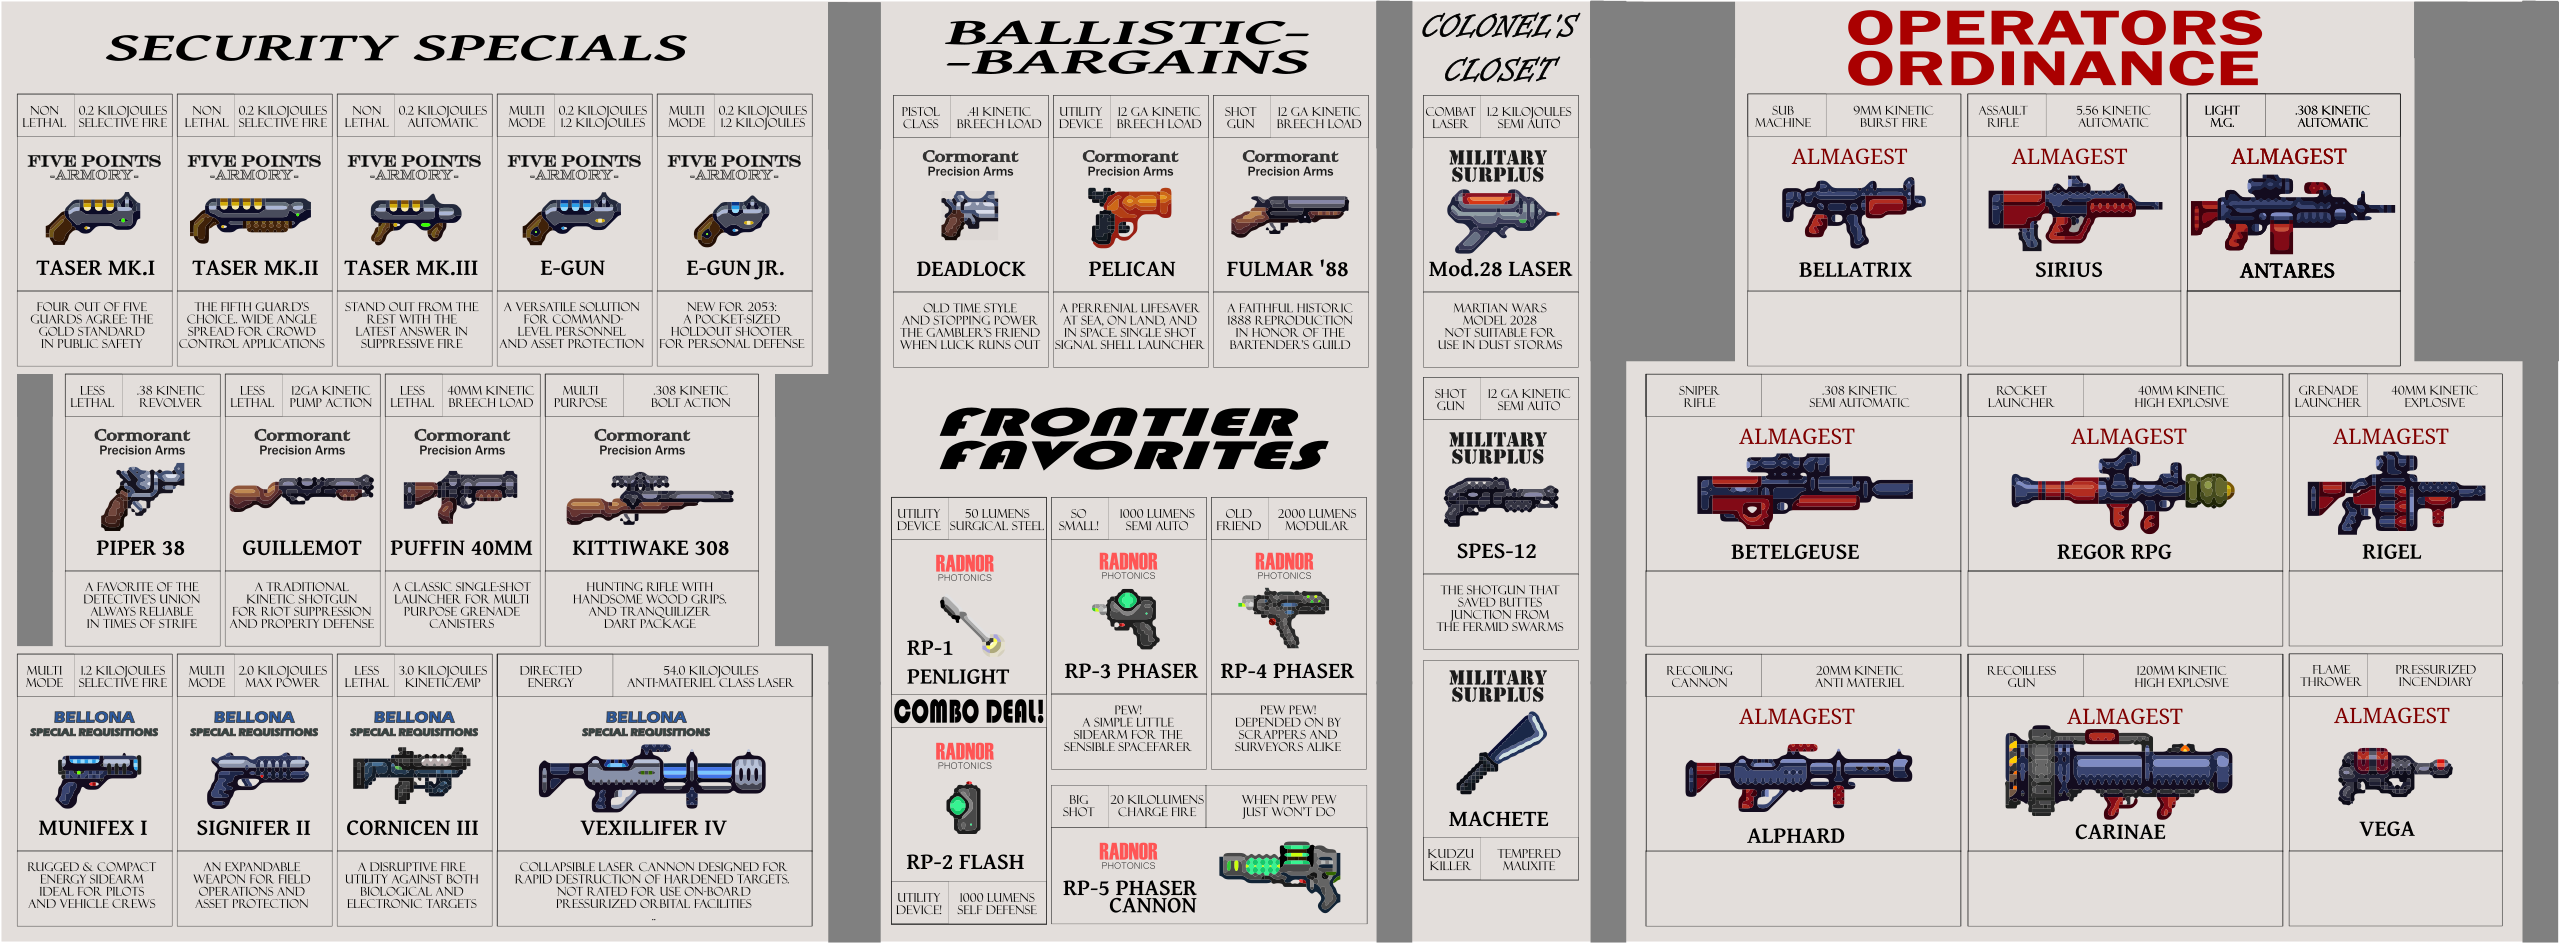 SECURITY SPECIALS
NON
LETHAL
0.2 KILOJOULES
SELECTIVE FIRE
FIVE POINTS
-ARMORY-
TASER MK.I
FOUR OUT OF FIVE
GUARDS AGREE: THE
GOLD STANDARD
IN PUBLIC SAFETY
NON
LETHAL
0.2 KILOJOULES
SELECTIVE FIRE
FIVE POINTS
-ARMORY-
TASER MK.II
THE FIFTH GUARD'S
CHOICE.. WIDE ANGLE
SPREAD FOR CROWD
CONTROL APPLICATIONS
NON
LETHAL
0.2 KILOJOULES
AUTOMATIC
FIVE POINTS
-ARMORY-
TASER MK.III
STAND OUT FROM THE
REST WITH THE
LATEST ANSWER IN
SUPPRESSIVE FIRE
MULTI
MODE
0.2 KILOJOULES
1.2 KILOJOULES
FIVE POINTS
-ARMORY-
E-GUN
A VERSATILE SOLUTION
FOR COMMAND-
LEVEL PERSONNEL
AND ASSET PROTECTION
MULTI
MODE
0.2 KILOJOULES
1.2 KILOJOULES
FIVE POINTS
-ARMORY-
E-GUN JR.
NEW FOR 2053:
A POCKET-SIZED
HOLDOUT SHOOTER
FOR PERSONAL DEFENSE
LESS
LETHAL
.38 KINETIC
REVOLVER
Cormorant
Precision Arms
PIPER 38
A FAVORITE OF THE
DETECTIVE'S UNION
ALWAYS RELIABLE
IN TIMES OF STRIFE
LESS
LETHAL
12GA KINETIC
PUMP ACTION
Cormorant
Precision Arms
GUILLEMOT
A TRADITIONAL
KINETIC SHOTGUN
FOR RIOT SUPPRESSION
AND PROPERTY DEFENSE
LESS
LETHAL
40MM KINETIC
BREECH LOAD
Cormorant
Precision Arms
PUFFIN 40MM
A CLASSIC SINGLE-SHOT
LAUNCHER FOR MULTI
PURPOSE GRENADE
CANISTERS
MULTI
PURPOSE
.308 KINETIC
BOLT ACTION
Cormorant
Precision Arms
KITTIWAKE 308
HUNTING RIFLE WITH
HANDSOME WOOD GRIPS.
AND TRANQUILIZER
DART PACKAGE
MULTI
MODE
1.2 KILOJOULES
SELECTIVE FIRE
BELLONA
SPECIAL REQUISITIONS
MUNIFEX I
RUGGED & COMPACT
ENERGY SIDEARM
IDEAL FOR PILOTS
AND VEHICLE CREWS
MULTI
MODE
2.0 KILOJOULES
MAX POWER
BELLONA
SPECIAL REQUISITIONS
SIGNIFER II
AN EXPANDABLE
WEAPON FOR FIELD
OPERATIONS AND
ASSET PROTECTION
LESS
LETHAL
3.0 KILOJOULES
KINETIC/EMP
BELLONA
SPECIAL REQUISITIONS
CORNICEN III
A DISRUPTIVE FIRE
UTILITY AGAINST BOTH
BIOLOGICAL AND
ELECTRONIC TARGETS
DIRECTED
ENERGY
54.0 KILOJOULES
ANTI-MATERIEL CLASS LASER
BELLONA
SPECIAL REQUISITIONS
VEXILLIFER IV
COLLAPSIBLE LASER CANNON DESIGNED FOR
RAPID DESTRUCTION OF HARDENED TARGETS.
NOT RATED FOR USE ON-BOARD
PRESSURIZED ORBITAL FACILITIES
..
BALLISTIC-
-BARGAINS
PISTOL
CLASS
.41 KINETIC
BREECH LOAD
Cormorant
Precision Arms
DEADLOCK
OLD TIME STYLE
AND STOPPING POWER
THE GAMBLER'S FRIEND
WHEN LUCK RUNS OUT
UTILITY
DEVICE
12 GA KINETIC
BREECH LOAD
Cormorant
Precision Arms
PELICAN
A PERRENIAL LIFESAVER
AT SEA, ON LAND, AND
IN SPACE. SINGLE SHOT
SIGNAL SHELL LAUNCHER
SHOT
GUN
12 GA KINETIC
BREECH LOAD
Cormorant
Precision Arms
FULMAR '88
A FAITHFUL HISTORIC
1888 REPRODUCTION
IN HONOR OF THE
BARTENDER'S GUILD
FRONTIER
FAVORITES
UTILITY
DEVICE
50 LUMENS
SURGICAL STEEL
RADNOR
PHOTONICS
RP-1
PENLIGHT
COMBO DEAL!
RADNOR
PHOTONICS
RP-2 FLASH
UTILITY
DEVICE!
1000 LUMENS
SELF DEFENSE
SO
SMALL!
1000 LUMENS
SEMI AUTO
RADNOR
PHOTONICS
RP-3 PHASER
PEW!
A SIMPLE LITTLE
SIDEARM FOR THE
SENSIBLE SPACEFARER
OLD
FRIEND
2000 LUMENS
MODULAR
RADNOR
PHOTONICS
RP-4 PHASER
PEW PEW!
DEPENDED ON BY
SCRAPPERS AND
SURVEYORS ALIKE
BIG
SHOT
20 KILOLUMENS
CHARGE FIRE
WHEN PEW PEW
JUST WON'T DO
RADNOR
PHOTONICS
RP-5 PHASER
CANNON
COLONEL'S
CLOSET
COMBAT
LASER
1.2 KILOJOULES
SEMI AUTO
MILITARY
SURPLUS
Mod.28 LASER
MARTIAN WARS
MODEL 2028
NOT SUITABLE FOR
USE IN DUST STORMS
SHOT
GUN
12 GA KINETIC
SEMI AUTO
MILITARY
SURPLUS
SPES-12
THE SHOTGUN THAT
SAVED BUTTES
JUNCTION FROM
THE FERMID SWARMS
MILITARY
SURPLUS
MACHETE
KUDZU
KILLER
TEMPERED
MAUXITE
OPERATORS
ORDINANCE
SUB
MACHINE
9MM KINETIC
BURST FIRE
ALMAGEST
BELLATRIX
ASSAULT
RIFLE
5.56 KINETIC
AUTOMATIC
ALMAGEST
SIRIUS
LIGHT
M.G.
.308 KINETIC
AUTOMATIC
ALMAGEST
ANTARES
SNIPER
RIFLE
.308 KINETIC
SEMI AUTOMATIC
ALMAGEST
BETELGEUSE
ROCKET
LAUNCHER
40MM KINETIC
HIGH EXPLOSIVE
ALMAGEST
REGOR RPG
GRENADE
LAUNCHER
40MM KINETIC
EXPLOSIVE
ALMAGEST
RIGEL
RECOILING
CANNON
20MM KINETIC
ANTI MATERIEL
ALMAGEST
ALPHARD
RECOILLESS
GUN
120MM KINETIC
HIGH EXPLOSIVE
ALMAGEST
CARINAE
FLAME
THROWER
PRESSURIZED
INCENDIARY
ALMAGEST
VEGA